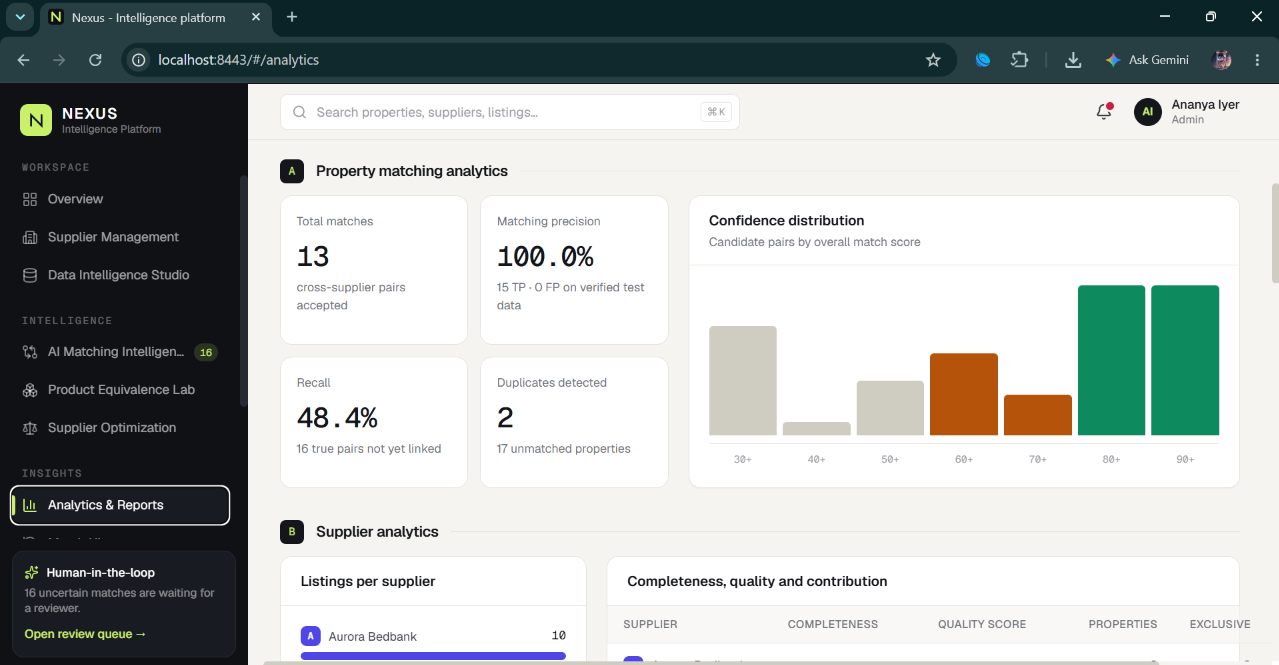 Nexus - Intelligence platform
localhost:8443/#/analytics
Ask Gemini
N
NEXUS
Intelligence Platform
WORKSPACE
Overview
Supplier Management
Data Intelligence Studio
INTELLIGENCE
AI Matching Intelligen... 16
Product Equivalence Lab
Supplier Optimization
INSIGHTS
Analytics & Reports
Human-in-the-loop
16 uncertain matches are waiting for
a reviewer.
Open review queue →
Search properties, suppliers, listings... ⌘K
AI
Ananya Iyer
Admin
A Property matching analytics
Total matches
13
cross-supplier pairs
accepted
Matching precision
100.0%
15 TP · 0 FP on verified test
data
Recall
48.4%
16 true pairs not yet linked
Duplicates detected
2
17 unmatched properties
Confidence distribution
Candidate pairs by overall match score
30+ 40+ 50+ 60+ 70+ 80+ 90+
B Supplier analytics
Listings per supplier
A Aurora Bedbank 10
Completeness, quality and contribution
SUPPLIER COMPLETENESS QUALITY SCORE PROPERTIES EXCLUSIVE